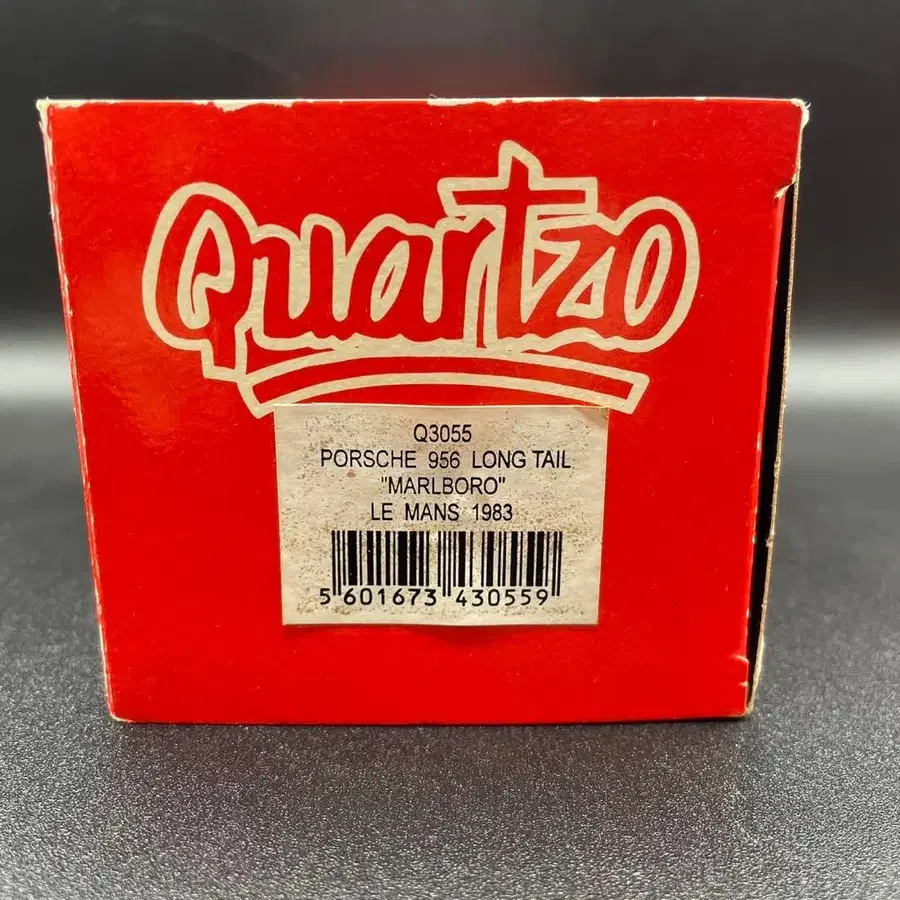 Quartzo
Q3055
PORSCHE 956 LONG TAIL
"MARLBORO"
LE MANS 1983
5 601673 430559